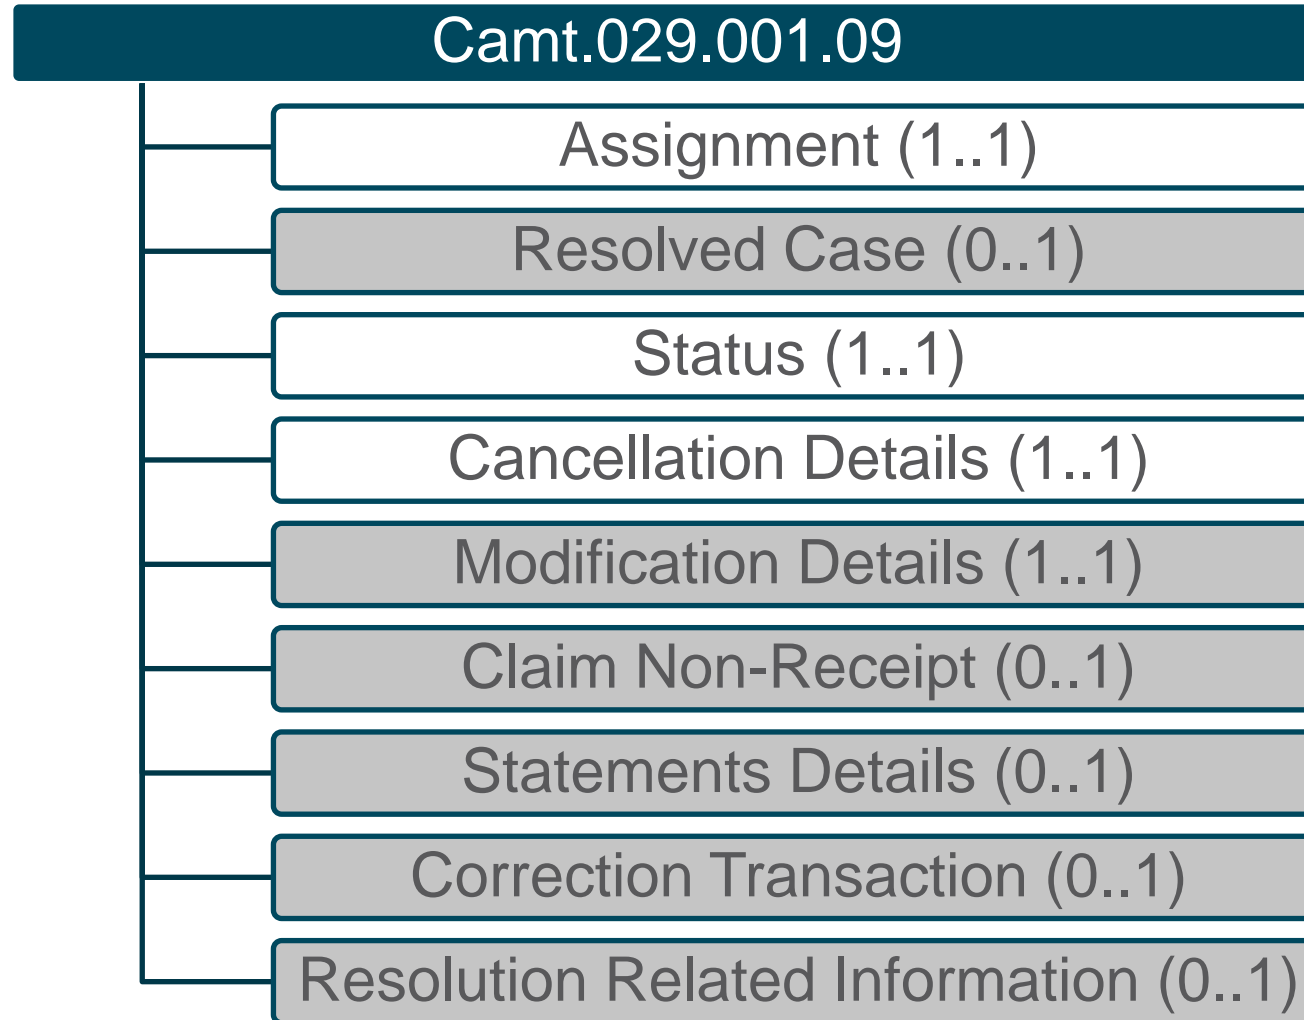 Camt.029.001.09
Assignment (1..1)
Resolved Case (0..1)
Status (1..1)
Cancellation Details (1..1)
Modification Details (1..1)
Claim Non-Receipt (0..1)
Statements Details (0..1)
Correction Transaction (0..1)
Resolution Related Information (0..1)